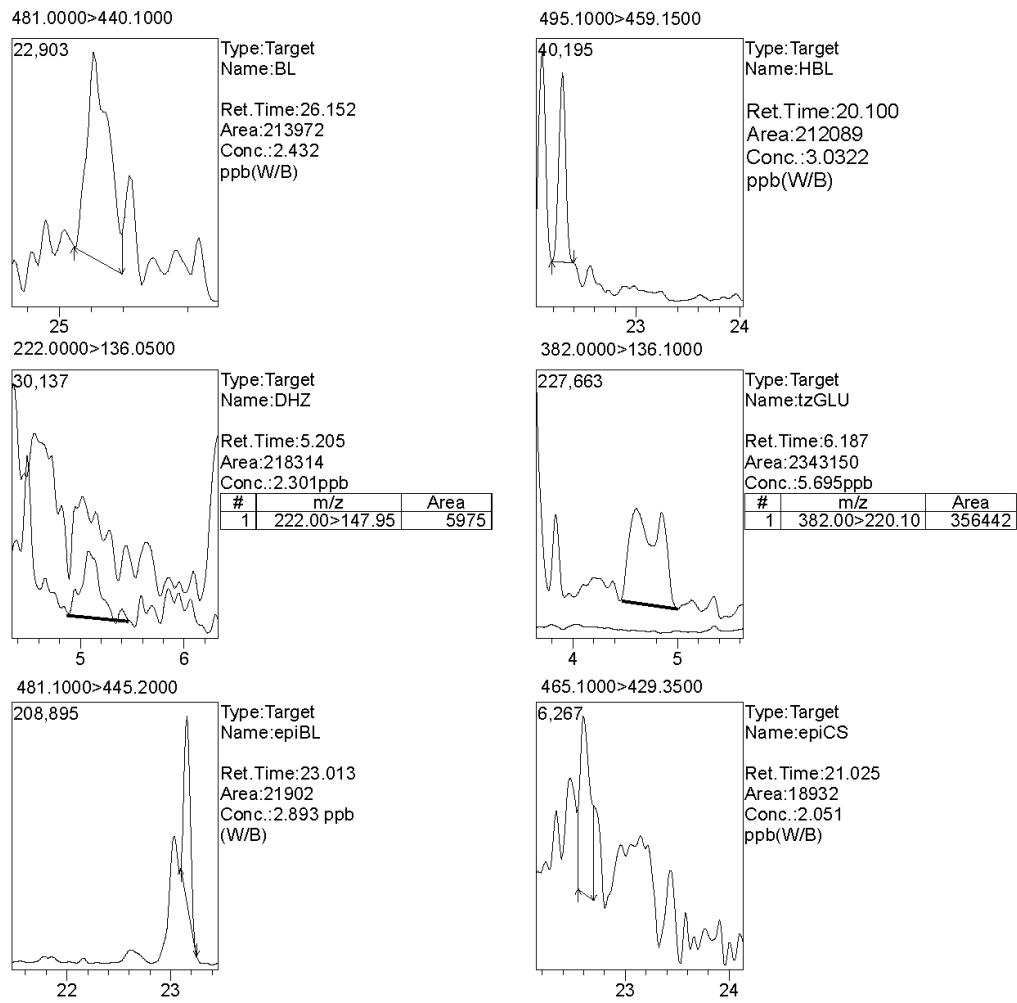 481.0000>440.1000
22,903
Type:Target
Name:BL
Ret.Time:26.152
Area:213972
Conc.:2.432
ppb(W/B)
25
495.1000>459.1500
40,195
Type:Target
Name:HBL
Ret.Time:20.100
Area:212089
Conc.:3.0322
ppb(W/B)
23 24
222.0000>136.0500
30,137
Type:Target
Name:DHZ
Ret.Time:5.205
Area:218314
Conc.:2.301ppb
# m/z Area
1 222.00>147.95 5975
5 6
382.0000>136.1000
227,663
Type:Target
Name:tzGLU
Ret.Time:6.187
Area:2343150
Conc.:5.695ppb
# m/z Area
1 382.00>220.10 356442
4 5
481.1000>445.2000
208,895
Type:Target
Name:epiBL
Ret.Time:23.013
Area:21902
Conc.:2.893 ppb
(W/B)
22 23
465.1000>429.3500
6,267
Type:Target
Name:epiCS
Ret.Time:21.025
Area:18932
Conc.:2.051
ppb(W/B)
23 24